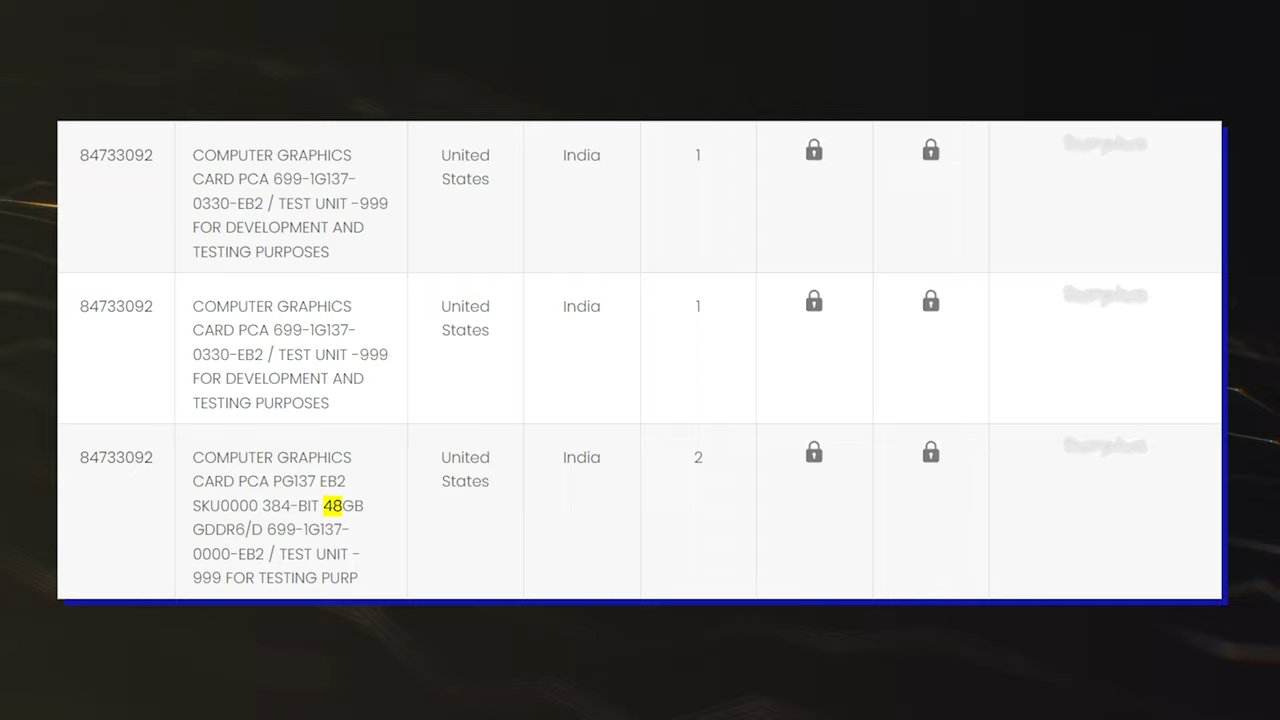 84733092
COMPUTER GRAPHICS
CARD PCA 699-1G137-
0330-EB2 / TEST UNIT -999
FOR DEVELOPMENT AND
TESTING PURPOSES
United
States
India
1
84733092
COMPUTER GRAPHICS
CARD PCA 699-1G137-
0330-EB2 / TEST UNIT -999
FOR DEVELOPMENT AND
TESTING PURPOSES
United
States
India
1
84733092
COMPUTER GRAPHICS
CARD PCA PG137 EB2
SKU0000 384-BIT 48GB
GDDR6/D 699-1G137-
0000-EB2 / TEST UNIT -
999 FOR TESTING PURP
United
States
India
2